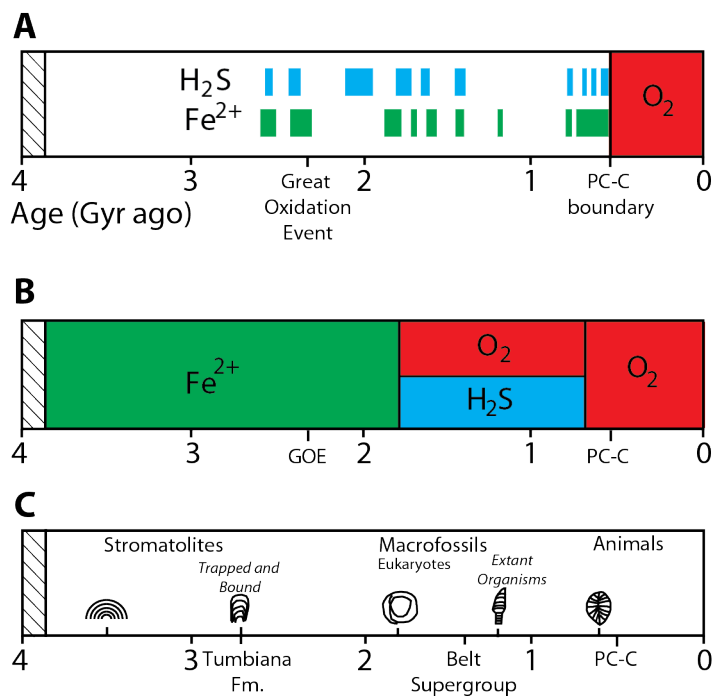 A
H₂S
Fe²⁺
O₂
4 3 2 1 0
Great PC-C
Age (Gyr ago) Oxidation boundary
Event
B
Fe²⁺
O₂
H₂S
O₂
4 3 GOE 2 1 PC-C 0
C
Stromatolites Macrofossils Animals
Trapped and Bound
Eukaryotes
Extant
Organisms
4 3 2 1 0
Tumbiana Belt PC-C
Fm. Supergroup